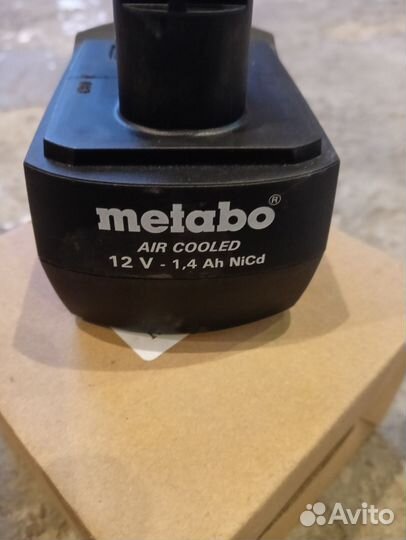 metabo®
AIR COOLED
12 V - 1,4 Ah NiCd
Avito